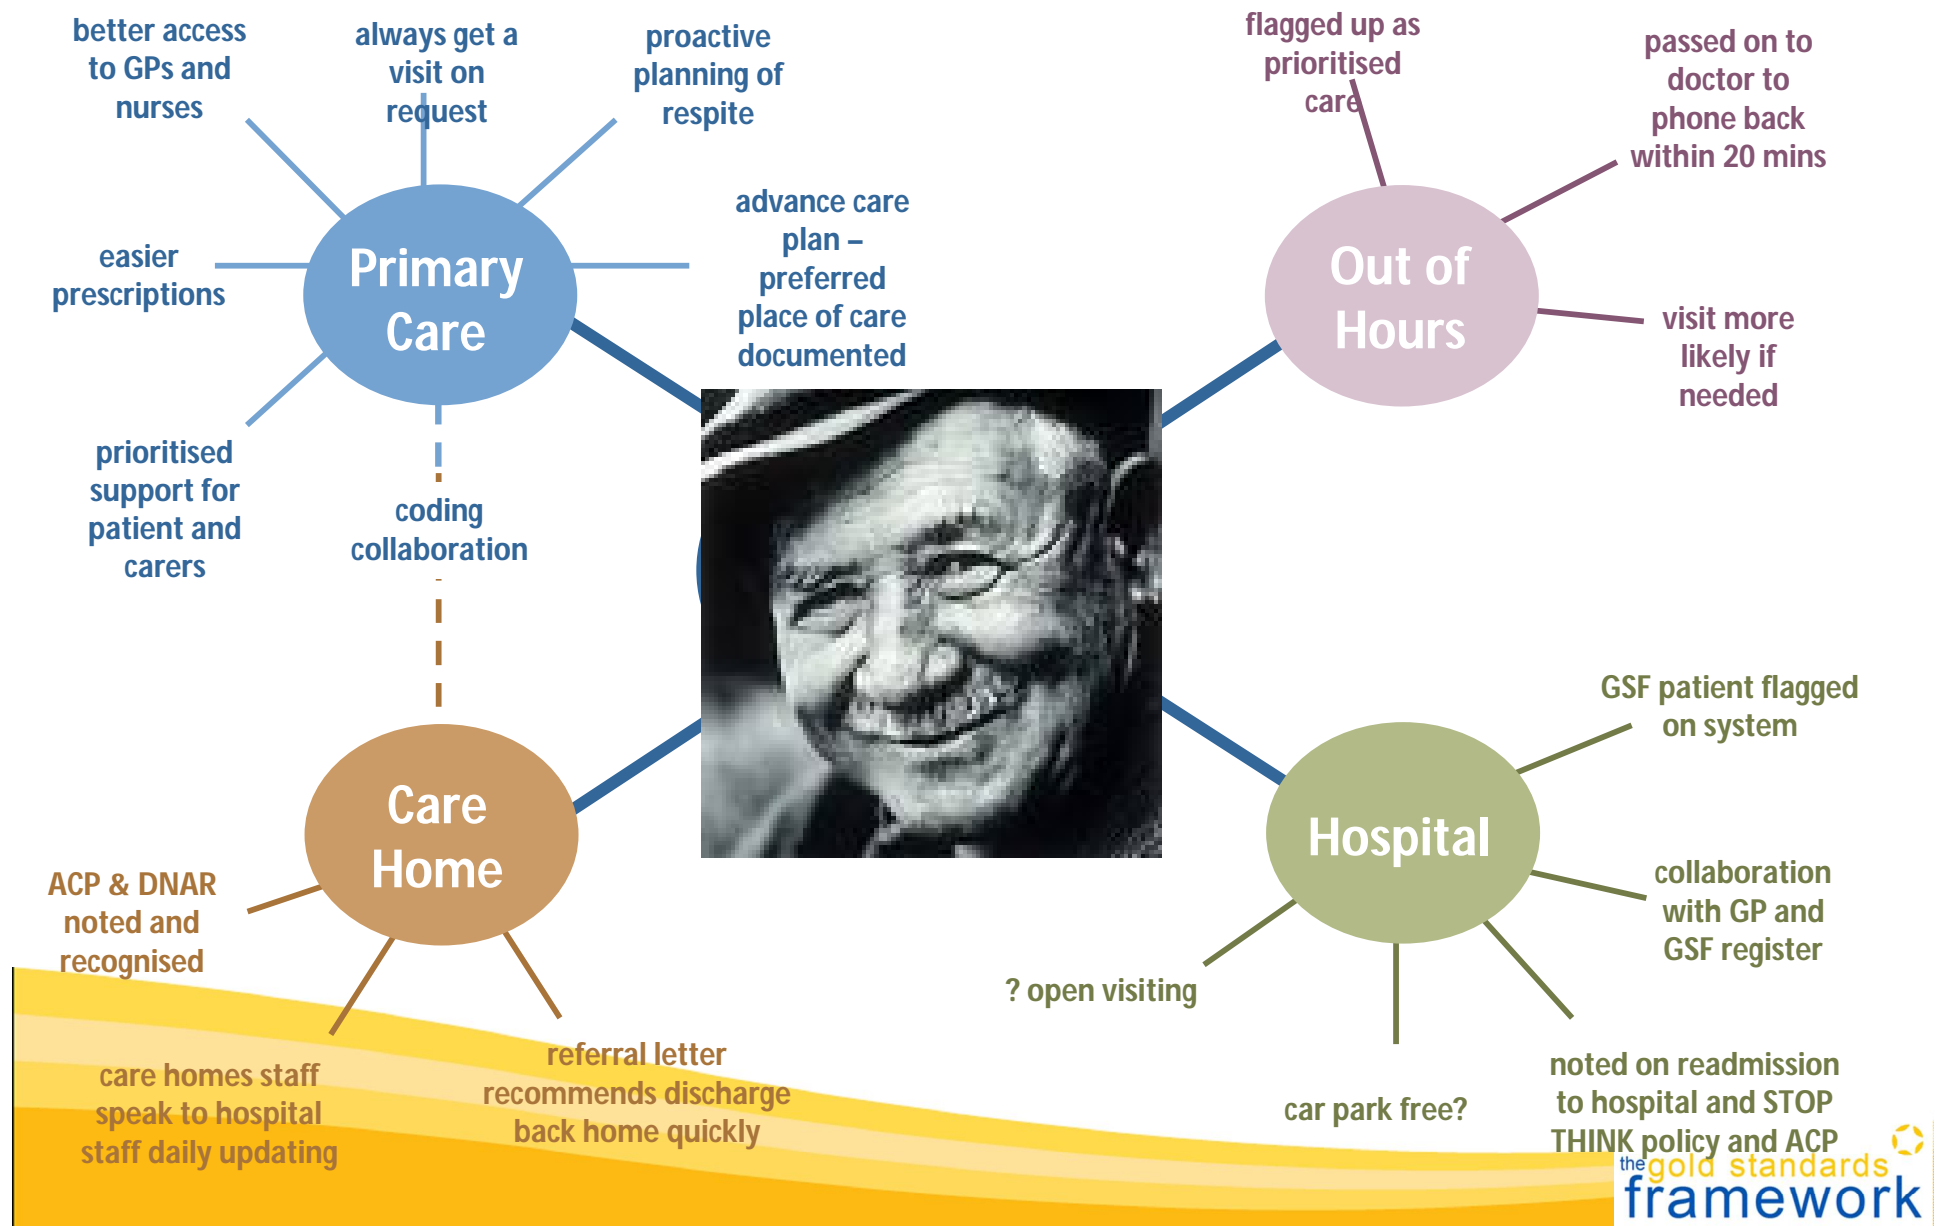 better access
to GPs and
nurses
always get a
visit on
request
proactive
planning of
respite
advance care
plan –
preferred
place of care
documented
easier
prescriptions
Primary
Care
prioritised
support for
patient and
carers
coding
collaboration
flagged up as
prioritised
care
passed on to
doctor to
phone back
within 20 mins
Out of
Hours
visit more
likely if
needed
Care
Home
ACP & DNAR
noted and
recognised
care homes staff
speak to hospital
staff daily updating
referral letter
recommends discharge
back home quickly
GSF patient flagged
on system
Hospital
collaboration
with GP and
GSF register
? open visiting
car park free?
noted on readmission
to hospital and STOP
THINK policy and ACP
the gold standards
framework